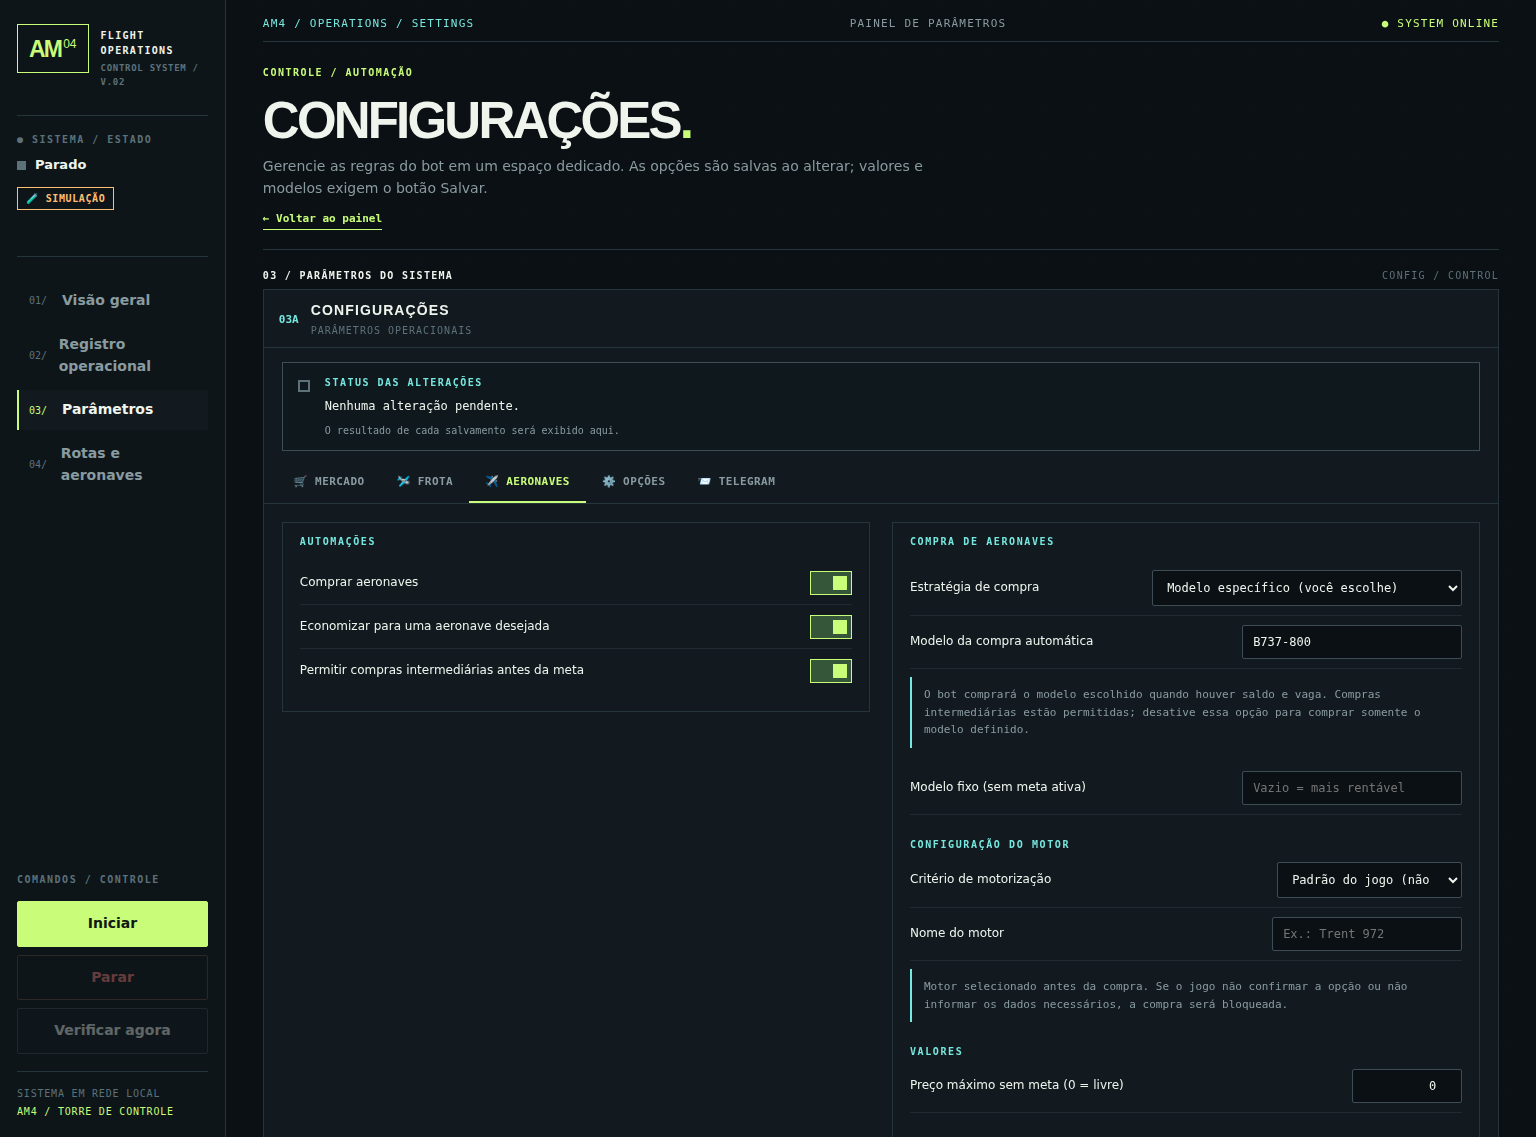 AM04
FLIGHT
OPERATIONS
CONTROL SYSTEM /
V.02
● SISTEMA / ESTADO
Parado
SIMULAÇÃO
01/ Visão geral
02/ Registro
operacional
03/ Parâmetros
04/ Rotas e
aeronaves
COMANDOS / CONTROLE
Iniciar
Parar
Verificar agora
SISTEMA EM REDE LOCAL
AM4 / TORRE DE CONTROLE
AM4 / OPERATIONS / SETTINGS
PAINEL DE PARÂMETROS
● SYSTEM ONLINE
CONTROLE / AUTOMAÇÃO
CONFIGURAÇÕES.
Gerencie as regras do bot em um espaço dedicado. As opções são salvas ao alterar; valores e
modelos exigem o botão Salvar.
← Voltar ao painel
03 / PARÂMETROS DO SISTEMA
CONFIG / CONTROL
03A CONFIGURAÇÕES
PARÂMETROS OPERACIONAIS
STATUS DAS ALTERAÇÕES
Nenhuma alteração pendente.
O resultado de cada salvamento será exibido aqui.
MERCADO FROTA AERONAVES OPÇÕES TELEGRAM
AUTOMAÇÕES
Comprar aeronaves
Economizar para uma aeronave desejada
Permitir compras intermediárias antes da meta
COMPRA DE AERONAVES
Estratégia de compra Modelo específico (você escolhe)
Modelo da compra automática B737-800
O bot comprará o modelo escolhido quando houver saldo e vaga. Compras
intermediárias estão permitidas; desative essa opção para comprar somente o
modelo definido.
Modelo fixo (sem meta ativa) Vazio = mais rentável
CONFIGURAÇÃO DO MOTOR
Critério de motorização Padrão do jogo (não
Nome do motor Ex.: Trent 972
Motor selecionado antes da compra. Se o jogo não confirmar a opção ou não
informar os dados necessários, a compra será bloqueada.
VALORES
Preço máximo sem meta (0 = livre) 0